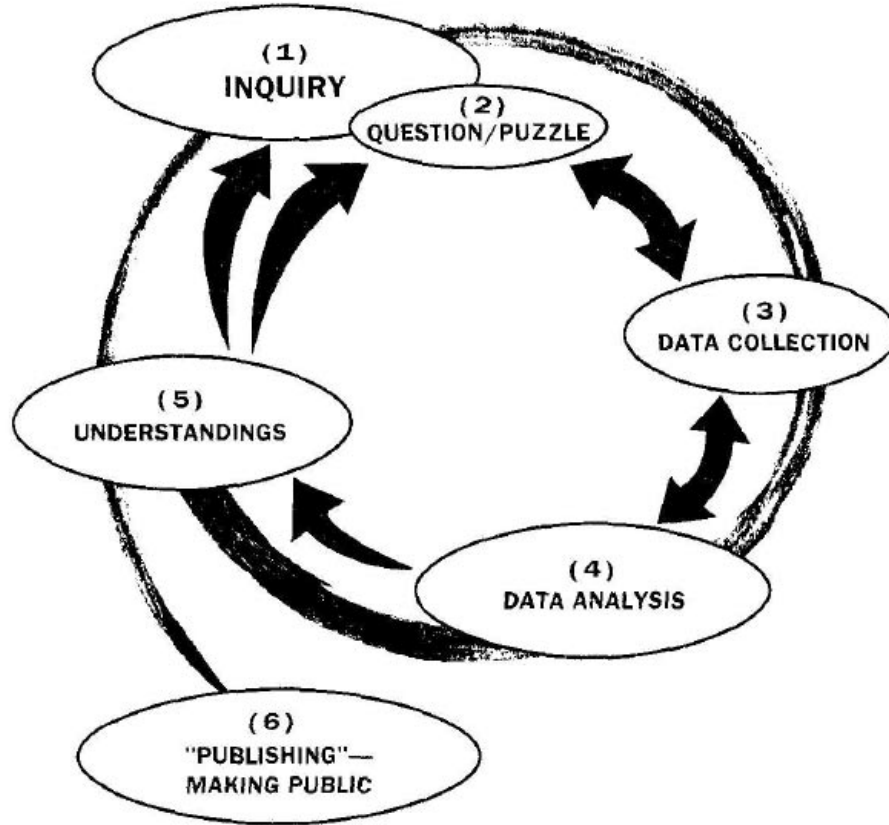 (1)
INQUIRY
(2)
QUESTION/PUZZLE
(3)
DATA COLLECTION
(4)
DATA ANALYSIS
(5)
UNDERSTANDINGS
(6)
"PUBLISHING"—
MAKING PUBLIC